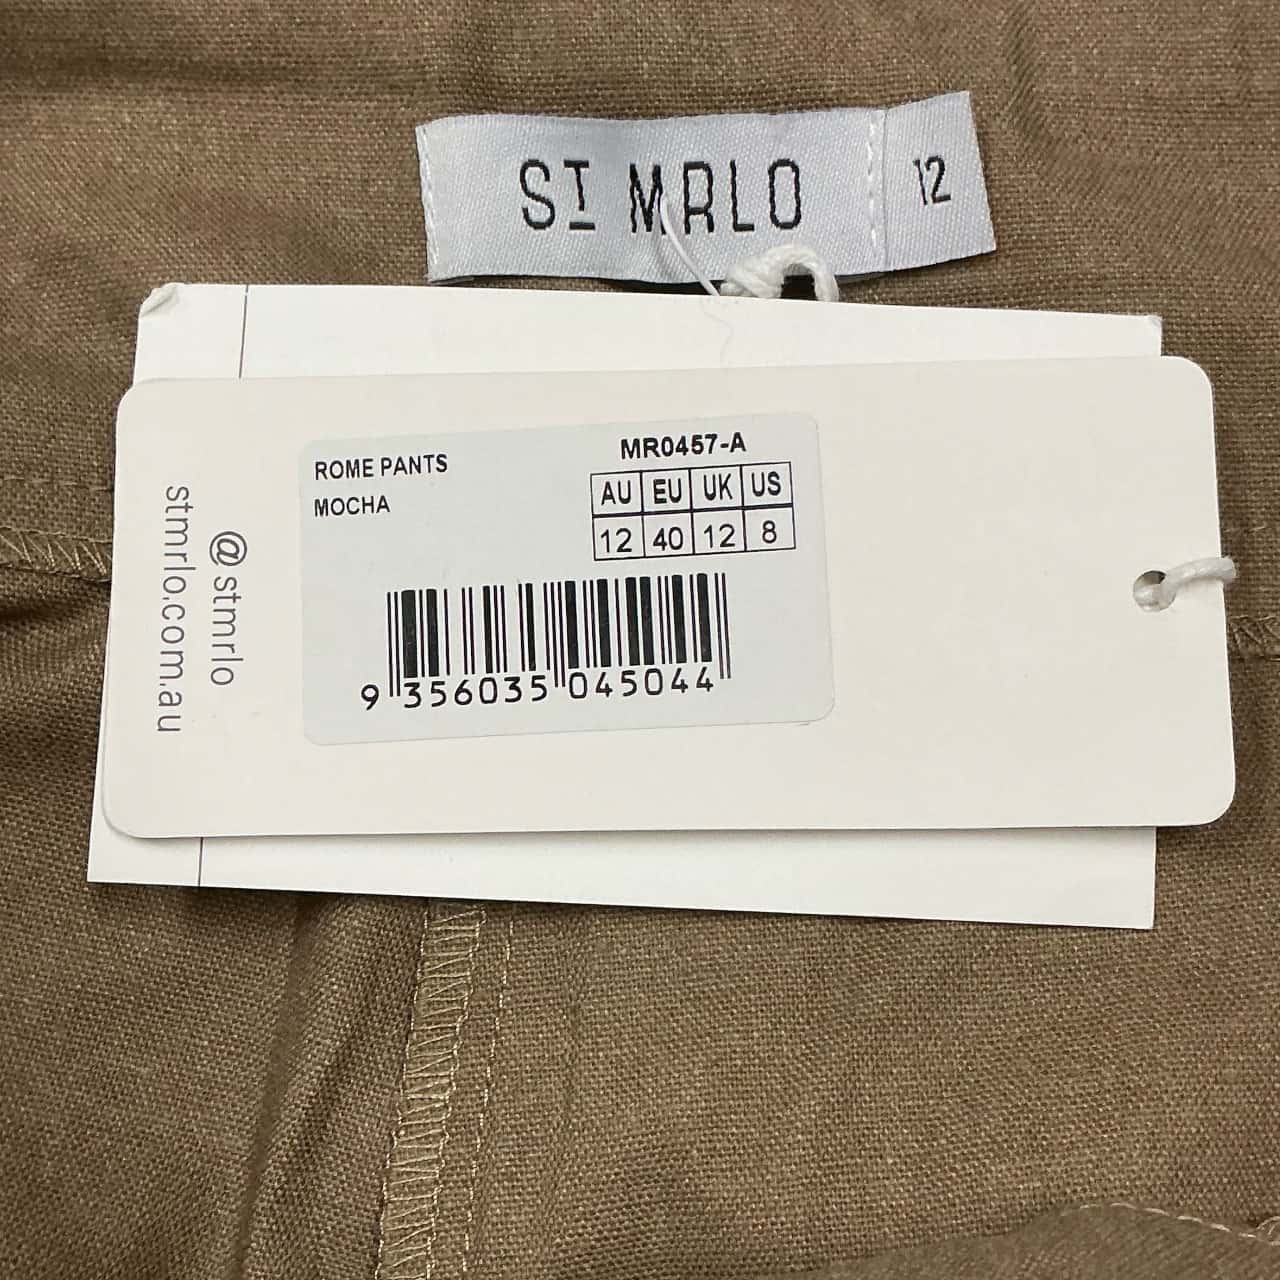 ST MRLO 12
ROME PANTS
MOCHA
MR0457-A
AU EU UK US
12 40 12 8
9 356035 045044
@stmrlo
stmrlo.com.au